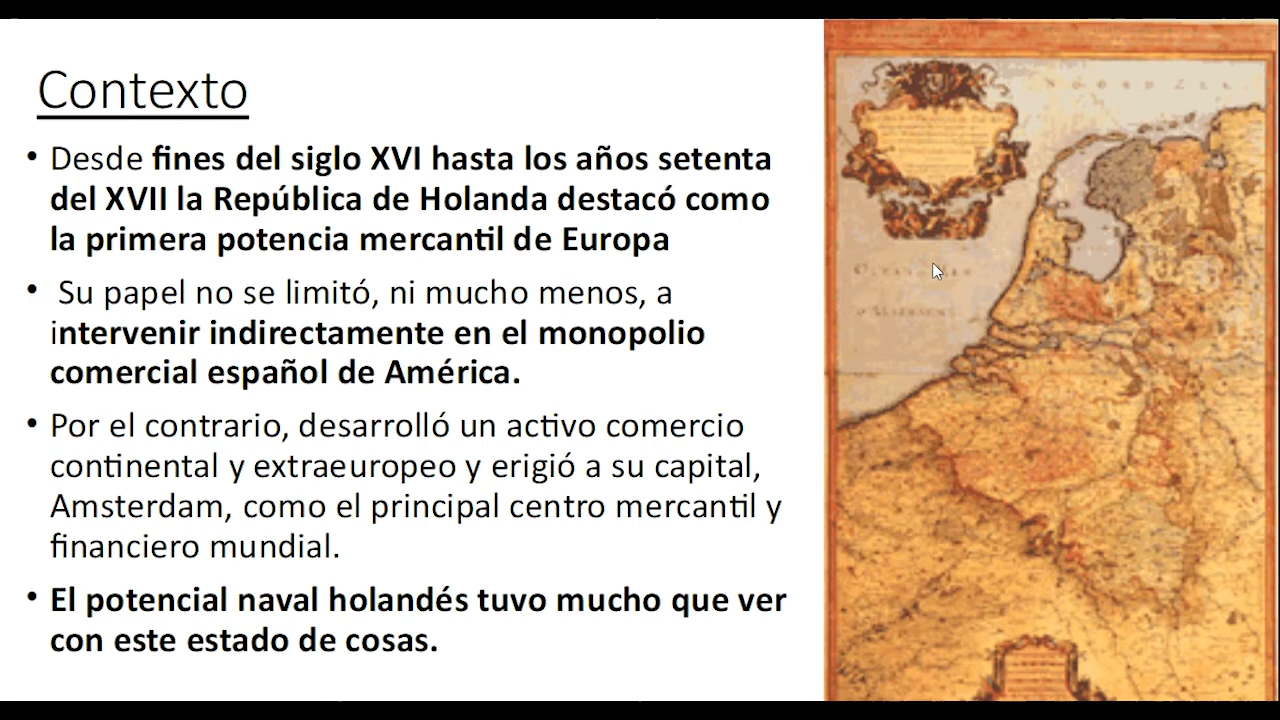 Contexto
• Desde fines del siglo XVI hasta los años setenta
del XVII la República de Holanda destacó como
la primera potencia mercantil de Europa
• Su papel no se limitó, ni mucho menos, a
intervenir indirectamente en el monopolio
comercial español de América.
• Por el contrario, desarrolló un activo comercio
continental y extraeuropeo y erigió a su capital,
Amsterdam, como el principal centro mercantil y
financiero mundial.
• El potencial naval holandés tuvo mucho que ver
con este estado de cosas.